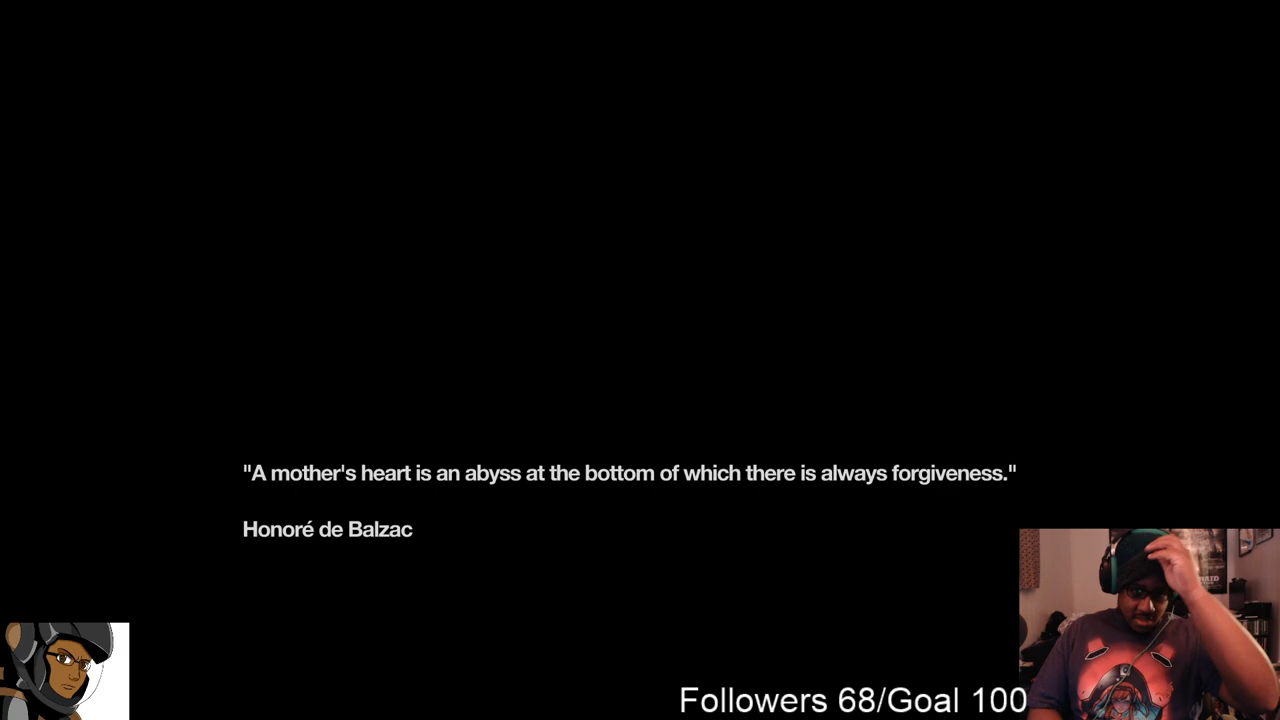 "A mother's heart is an abyss at the bottom of which there is always forgiveness."
Honoré de Balzac
Followers 68/Goal 100